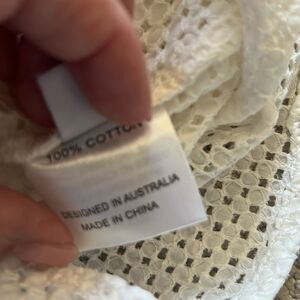 100% COTTON
DESIGNED IN AUSTRALIA
MADE IN CHINA